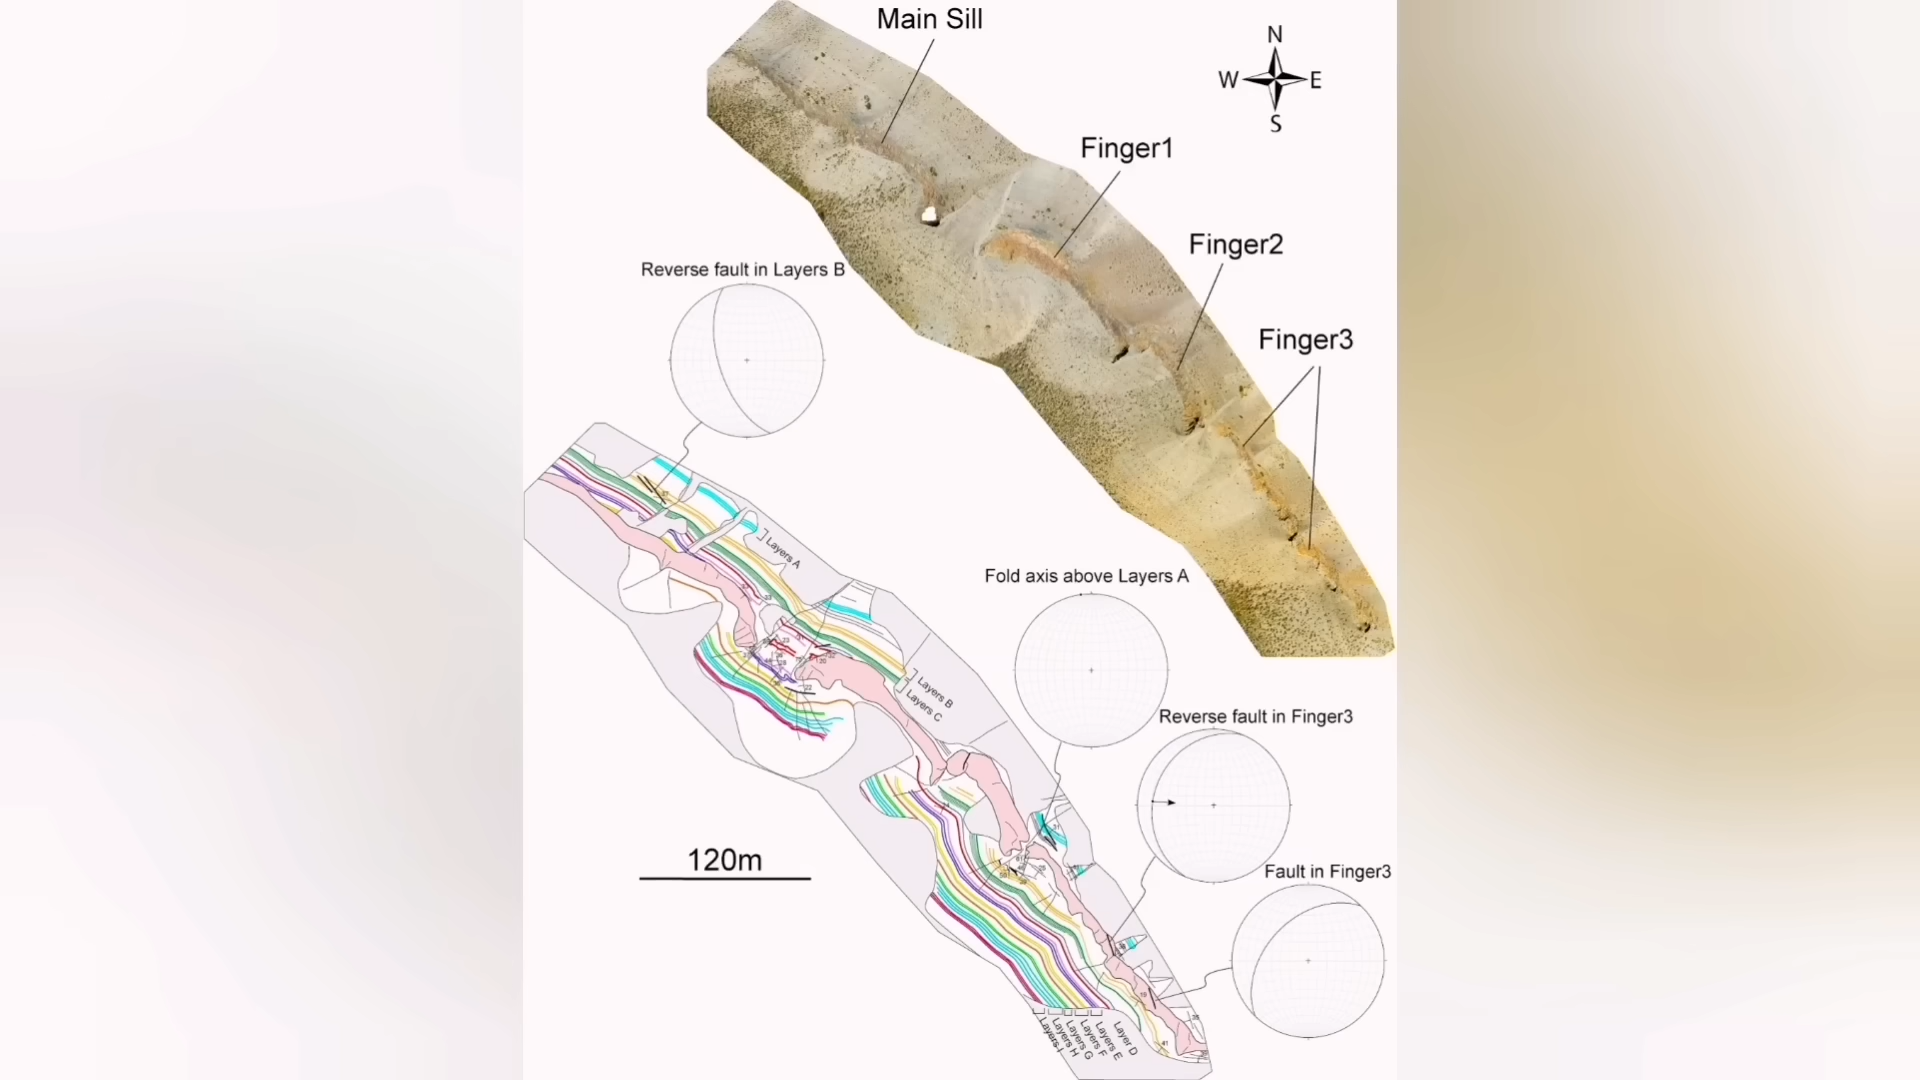 Main Sill
N
W E
S
Finger1
Finger2
Reverse fault in Layers B
Finger3
Layers A
Fold axis above Layers A
Layers B
Layers C
Reverse fault in Finger3
120m
Fault in Finger3
Layers I
Layers H
Layers G
Layers F
Layers E
Layer D